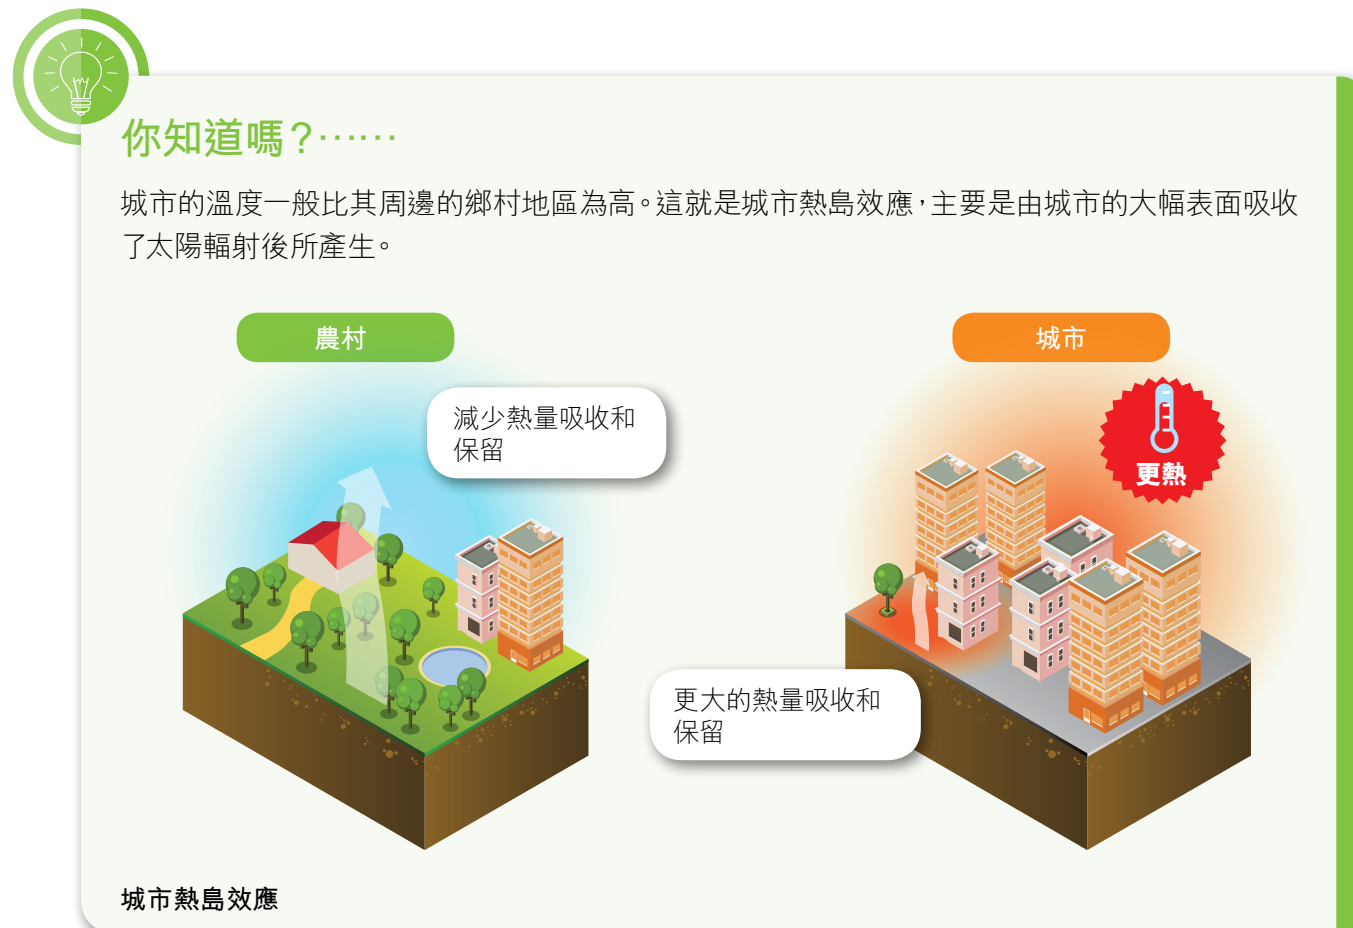 你知道嗎？⋯⋯
城市的溫度一般比其周邊的鄉村地區為高。這就是城市熱島效應，主要是由城市的大幅表面吸收
了太陽輻射後所產生。
農村
城市
減少熱量吸收和
保留
更熱
更大的熱量吸收和
保留
城市熱島效應